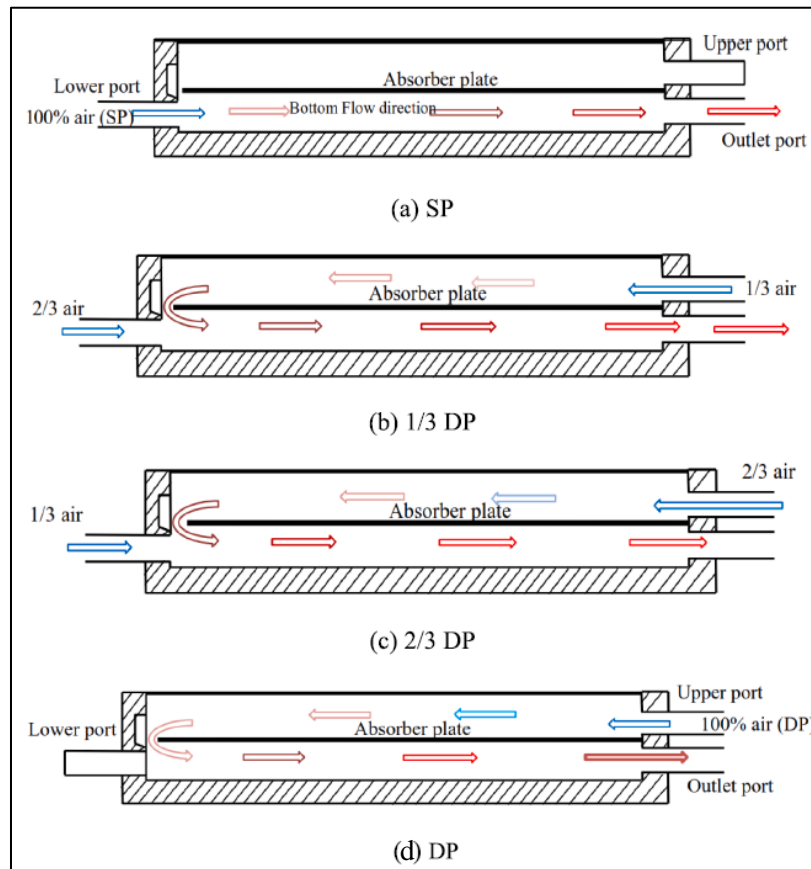 Upper port
Lower port
Absorber plate
100% air (SP)
Bottom Flow direction
Outlet port
(a) SP
2/3 air
Absorber plate
1/3 air
(b) 1/3 DP
1/3 air
2/3 air
Absorber plate
(c) 2/3 DP
Upper port
Lower port
Absorber plate
100% air (DP)
Outlet port
(d) DP